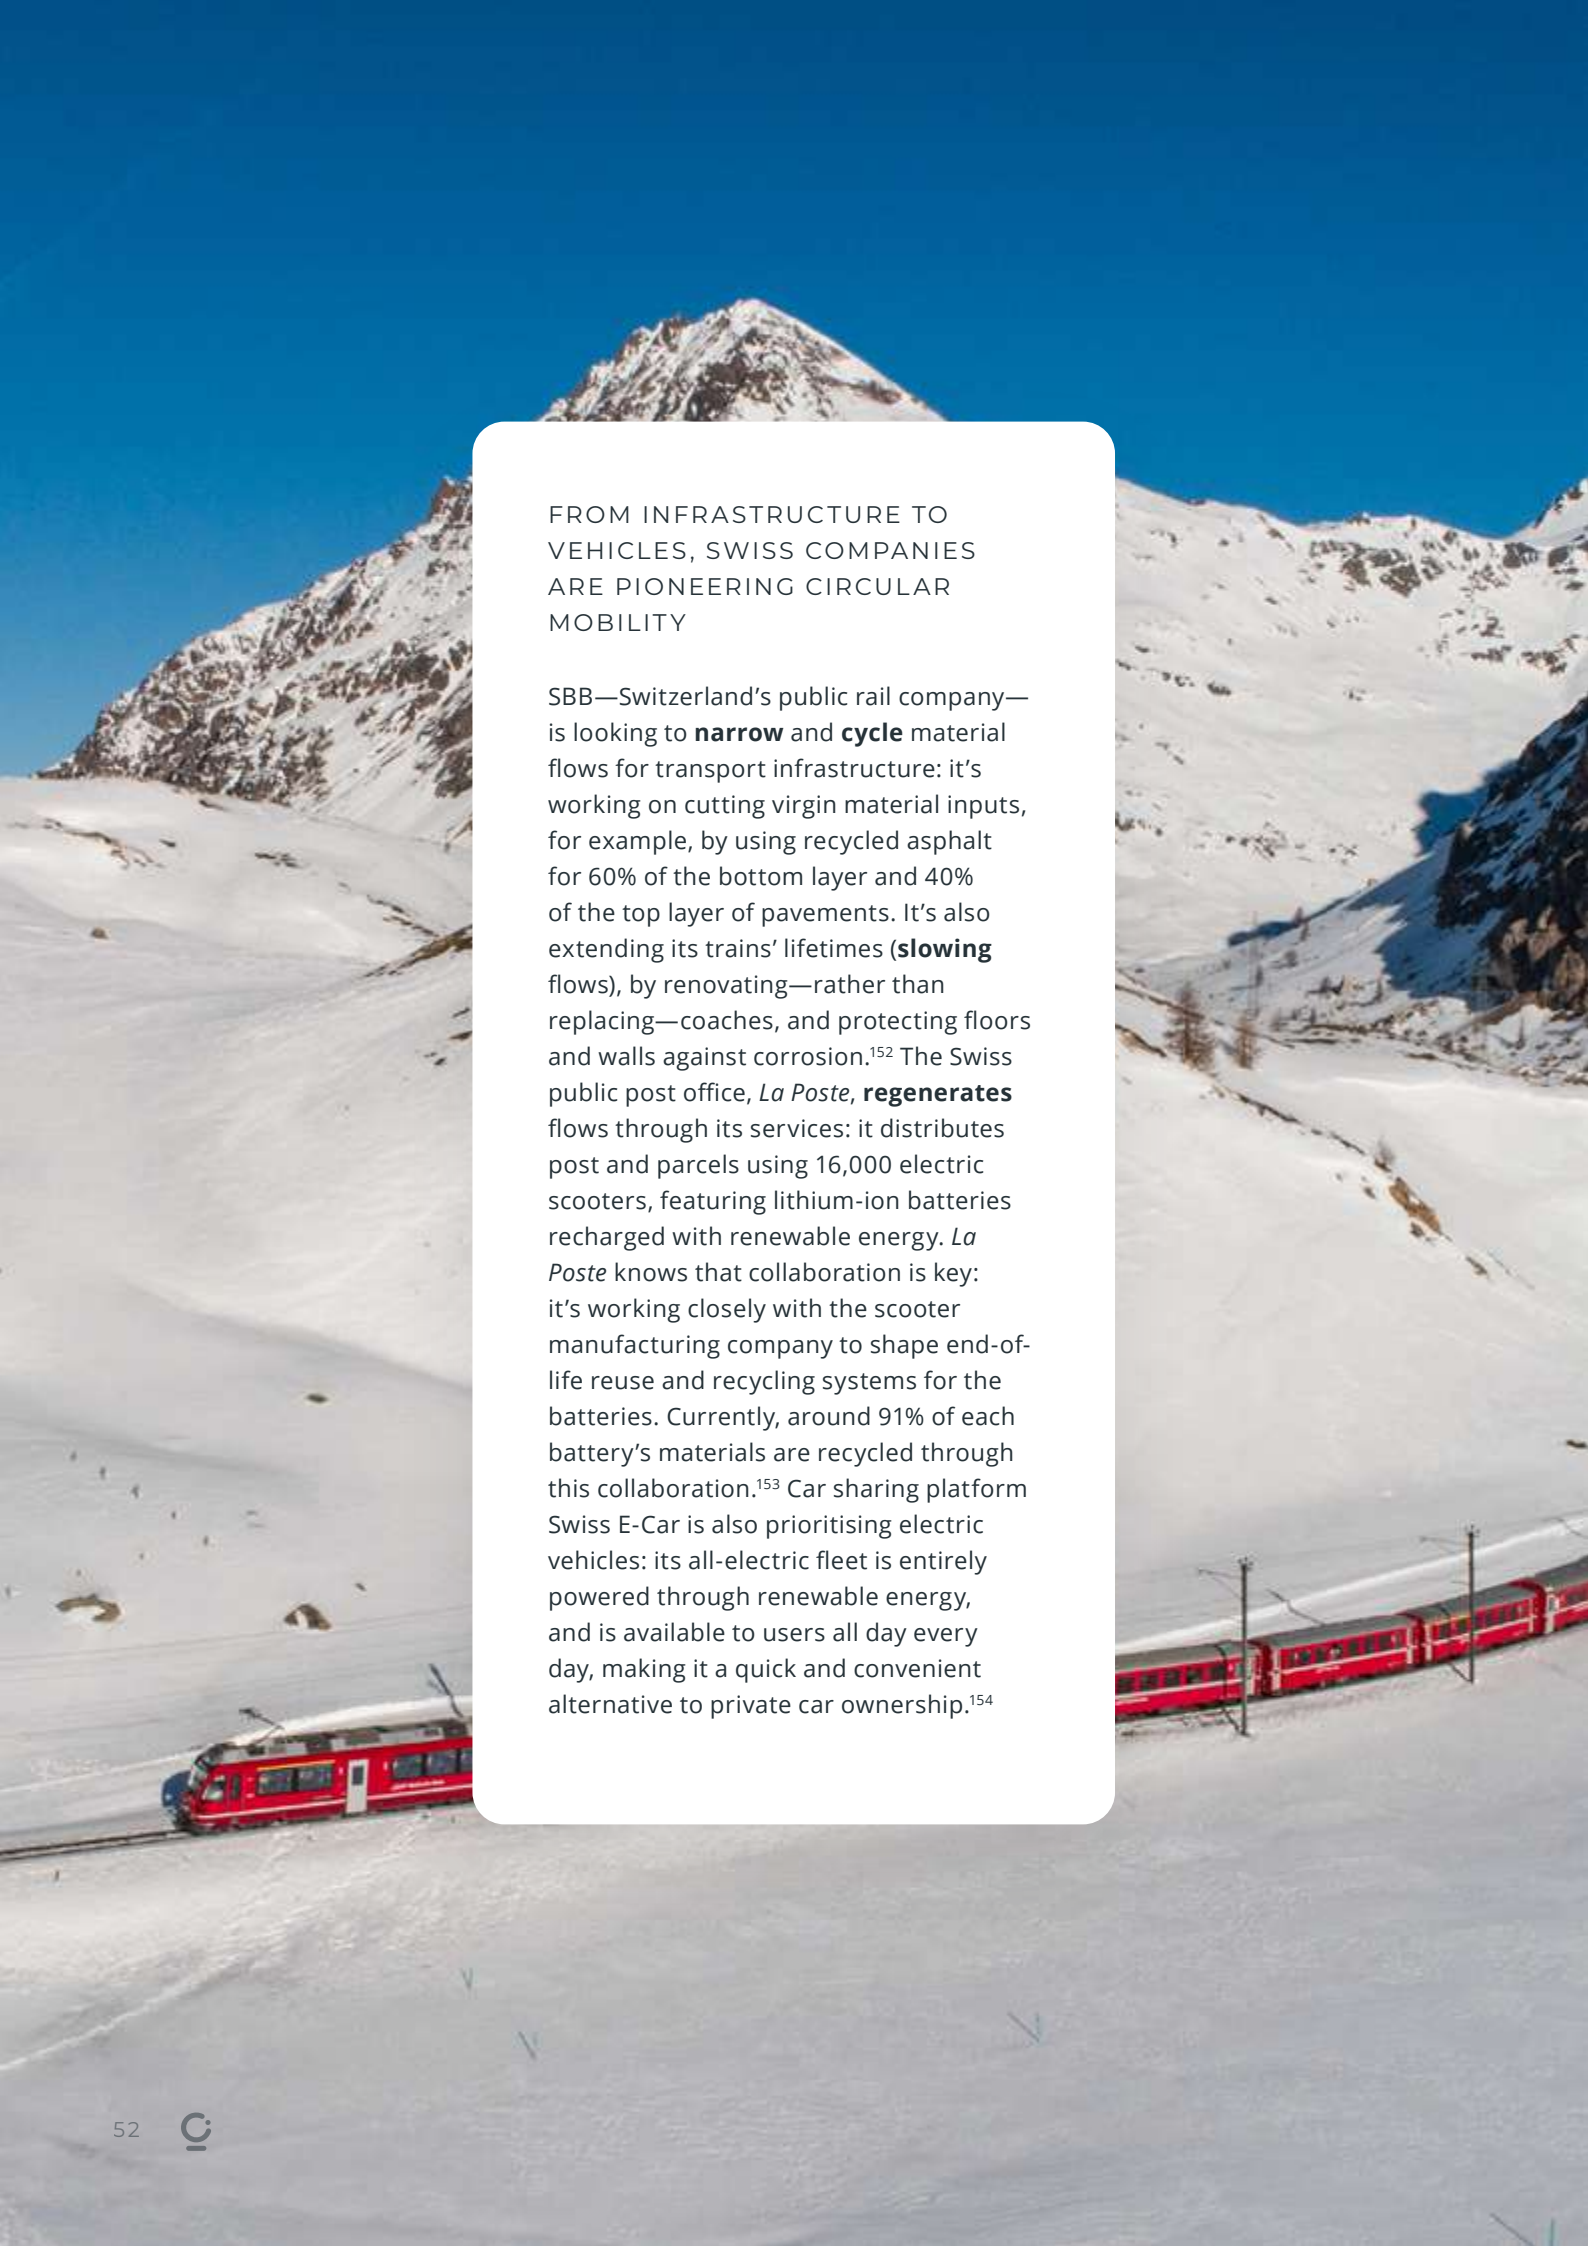 FROM INFRASTRUCTURE TO
VEHICLES, SWISS COMPANIES
ARE PIONEERING CIRCULAR
MOBILITY
SBB—Switzerland’s public rail company—
is looking to narrow and cycle material
flows for transport infrastructure: it’s
working on cutting virgin material inputs,
for example, by using recycled asphalt
for 60% of the bottom layer and 40%
of the top layer of pavements. It’s also
extending its trains’ lifetimes (slowing
flows), by renovating—rather than
replacing—coaches, and protecting floors
and walls against corrosion.152 The Swiss
public post office, La Poste, regenerates
flows through its services: it distributes
post and parcels using 16,000 electric
scooters, featuring lithium-ion batteries
recharged with renewable energy. La
Poste knows that collaboration is key:
it’s working closely with the scooter
manufacturing company to shape end-of-
life reuse and recycling systems for the
batteries. Currently, around 91% of each
battery’s materials are recycled through
this collaboration.153 Car sharing platform
Swiss E-Car is also prioritising electric
vehicles: its all-electric fleet is entirely
powered through renewable energy,
and is available to users all day every
day, making it a quick and convenient
alternative to private car ownership.154
52